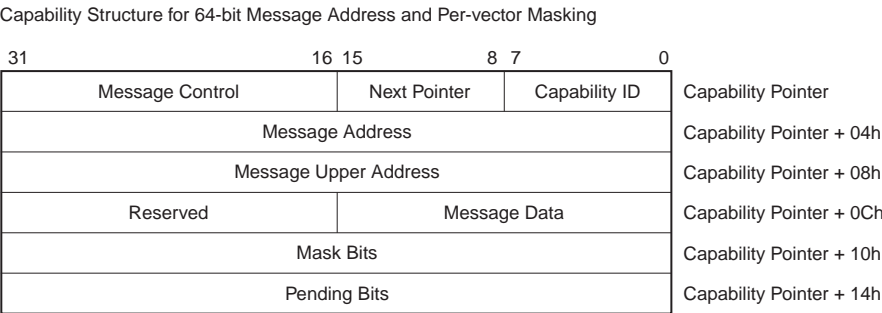 Capability Structure for 64-bit Message Address and Per-vector Masking
31 16 15 8 7 0
Message Control Next Pointer Capability ID Capability Pointer
Message Address Capability Pointer + 04h
Message Upper Address Capability Pointer + 08h
Reserved Message Data Capability Pointer + 0Ch
Mask Bits Capability Pointer + 10h
Pending Bits Capability Pointer + 14h